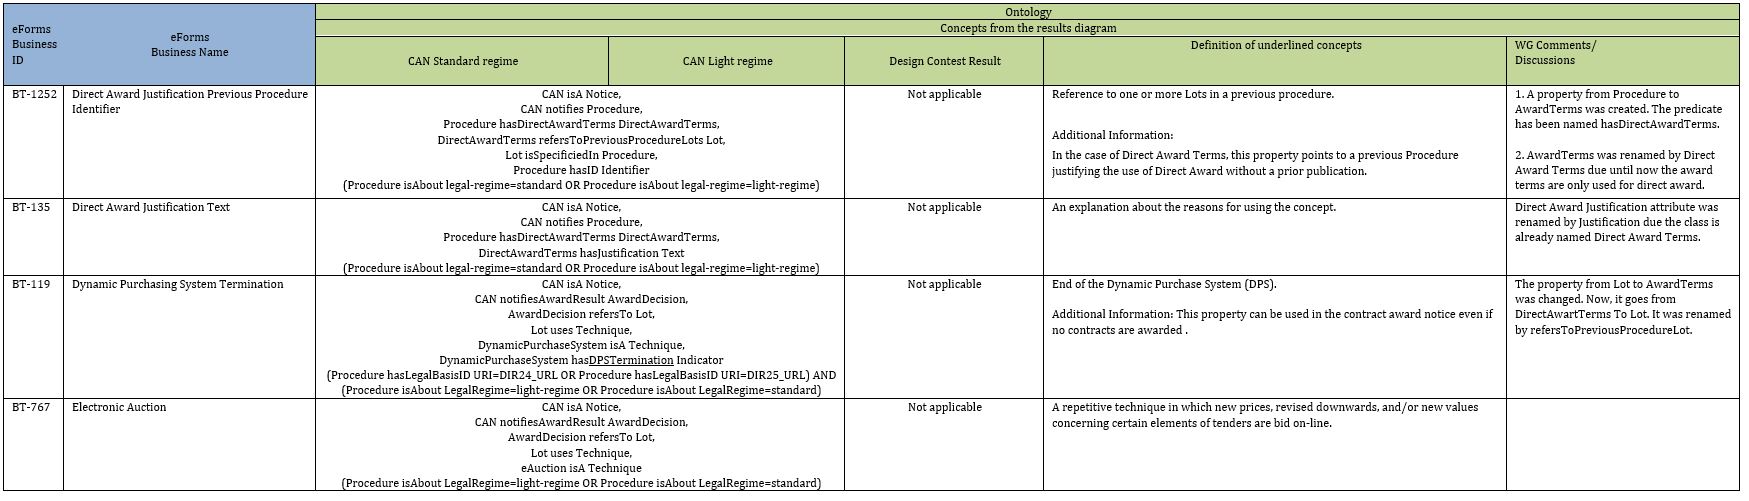 Ontology
Concepts from the results diagram
eForms
Business
ID
eForms
Business Name
CAN Standard regime
CAN Light regime
Design Contest Result
Definition of underlined concepts
WG Comments/
Discussions
BT-1252
Direct Award Justification Previous Procedure
Identifier
CAN isA Notice,
CAN notifies Procedure,
Procedure hasDirectAwardTerms DirectAwardTerms,
DirectAwardTerms refersToPreviousProcedureLots Lot,
Lot isSpecificiedIn Procedure,
Procedure hasID Identifier
(Procedure isAbout legal-regime=standard OR Procedure isAbout legal-regime=light-regime)
Not applicable
Reference to one or more Lots in a previous procedure.
Additional Information:
In the case of Direct Award Terms, this property points to a previous Procedure
justifying the use of Direct Award without a prior publication.
1. A property from Procedure to
AwardTerms was created. The predicate
has been named hasDirectAwardTerms.
2. AwardTerms was renamed by Direct
Award Terms due until now the award
terms are only used for direct award.
BT-135
Direct Award Justification Text
CAN isA Notice,
CAN notifies Procedure,
Procedure hasDirectAwardTerms DirectAwardTerms,
DirectAwardTerms hasJustification Text
(Procedure isAbout legal-regime=standard OR Procedure isAbout legal-regime=light-regime)
Not applicable
An explanation about the reasons for using the concept.
Direct Award Justification attribute was
renamed by Justification due the class is
already named Direct Award Terms.
BT-119
Dynamic Purchasing System Termination
CAN isA Notice,
CAN notifiesAwardResult AwardDecision,
AwardDecision refersTo Lot,
Lot uses Technique,
DynamicPurchaseSystem isA Technique,
DynamicPurchaseSystem hasDPSTermination Indicator
(Procedure hasLegalBasisID URI=DIR24_URL OR Procedure hasLegalBasisID URI=DIR25_URL) AND
(Procedure isAbout LegalRegime=light-regime OR Procedure isAbout LegalRegime=standard)
Not applicable
End of the Dynamic Purchase System (DPS).
Additional Information: This property can be used in the contract award notice even if
no contracts are awarded .
The property from Lot to AwardTerms
was changed. Now, it goes from
DirectAwartTerms To Lot. It was renamed
by refersToPreviousProcedureLot.
BT-767
Electronic Auction
CAN isA Notice,
CAN notifiesAwardResult AwardDecision,
AwardDecision refersTo Lot,
Lot uses Technique,
eAuction isA Technique
(Procedure isAbout LegalRegime=light-regime OR Procedure isAbout LegalRegime=standard)
Not applicable
A repetitive technique in which new prices, revised downwards, and/or new values
concerning certain elements of tenders are bid on-line.